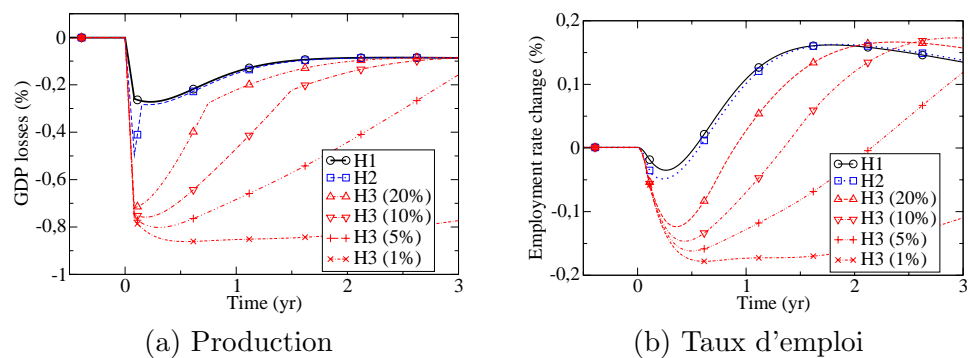 0
-0,2
-0,4
-0,6
-0,8
-1
GDP losses (%)
H1
H2
H3 (20%)
H3 (10%)
H3 (5%)
H3 (1%)
0
1
2
3
Time (yr)
(a) Production
0,2
0,1
0
-0,1
-0,2
Employment rate change (%)
H1
H2
H3 (20%)
H3 (10%)
H3 (5%)
H3 (1%)
0
1
2
3
Time (yr)
(b) Taux d'emploi